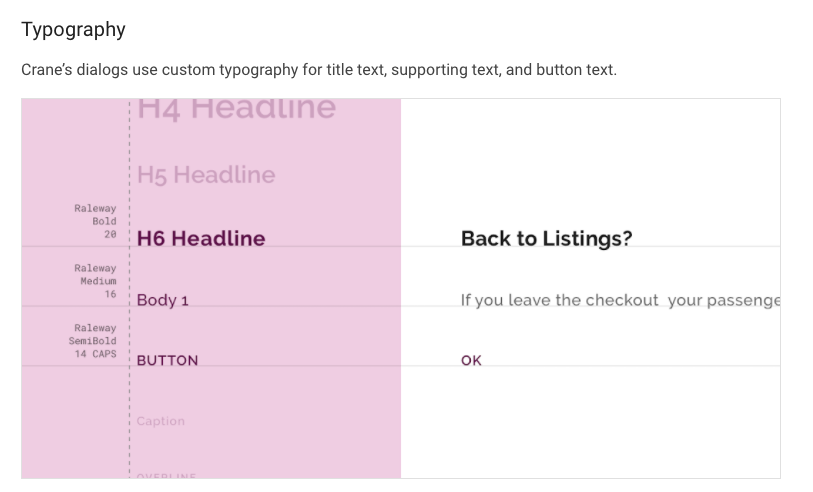 Typography
Crane’s dialogs use custom typography for title text, supporting text, and button text.
H4 Headline
H5 Headline
Raleway
Bold
20
H6 Headline
Back to Listings?
Raleway
Medium
16
Body 1
If you leave the checkout  your passenge
Raleway
SemiBold
14 CAPS
BUTTON
OK
Caption
OVERLINE